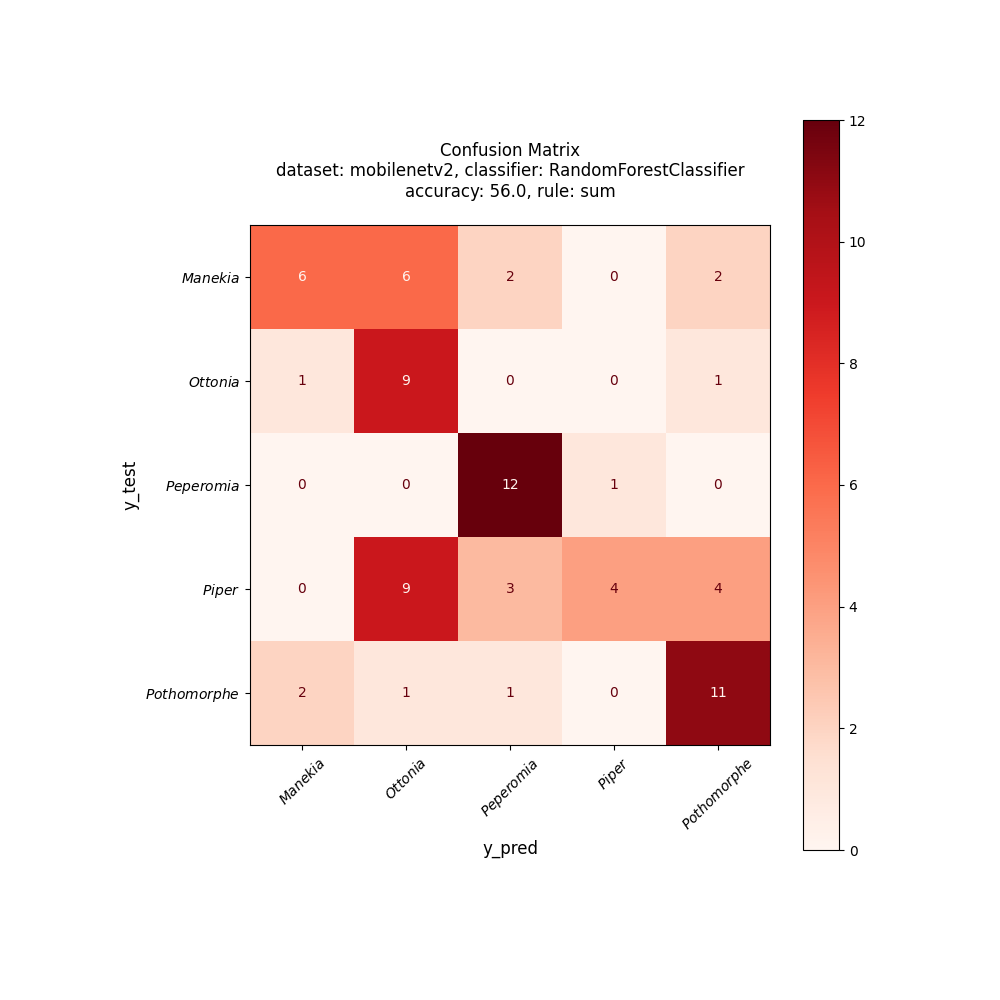 Confusion Matrix
dataset: mobilenetv2, classifier: RandomForestClassifier
accuracy: 56.0, rule: sum
Manekia 6 6 2 0 2
Ottonia 1 9 0 0 1
Peperomia 0 0 12 1 0
Piper 0 9 3 4 4
Pothomorphe 2 1 1 0 11
Manekia Ottonia Peperomia Piper Pothomorphe
y_pred
y_test
12
10
8
6
4
2
0